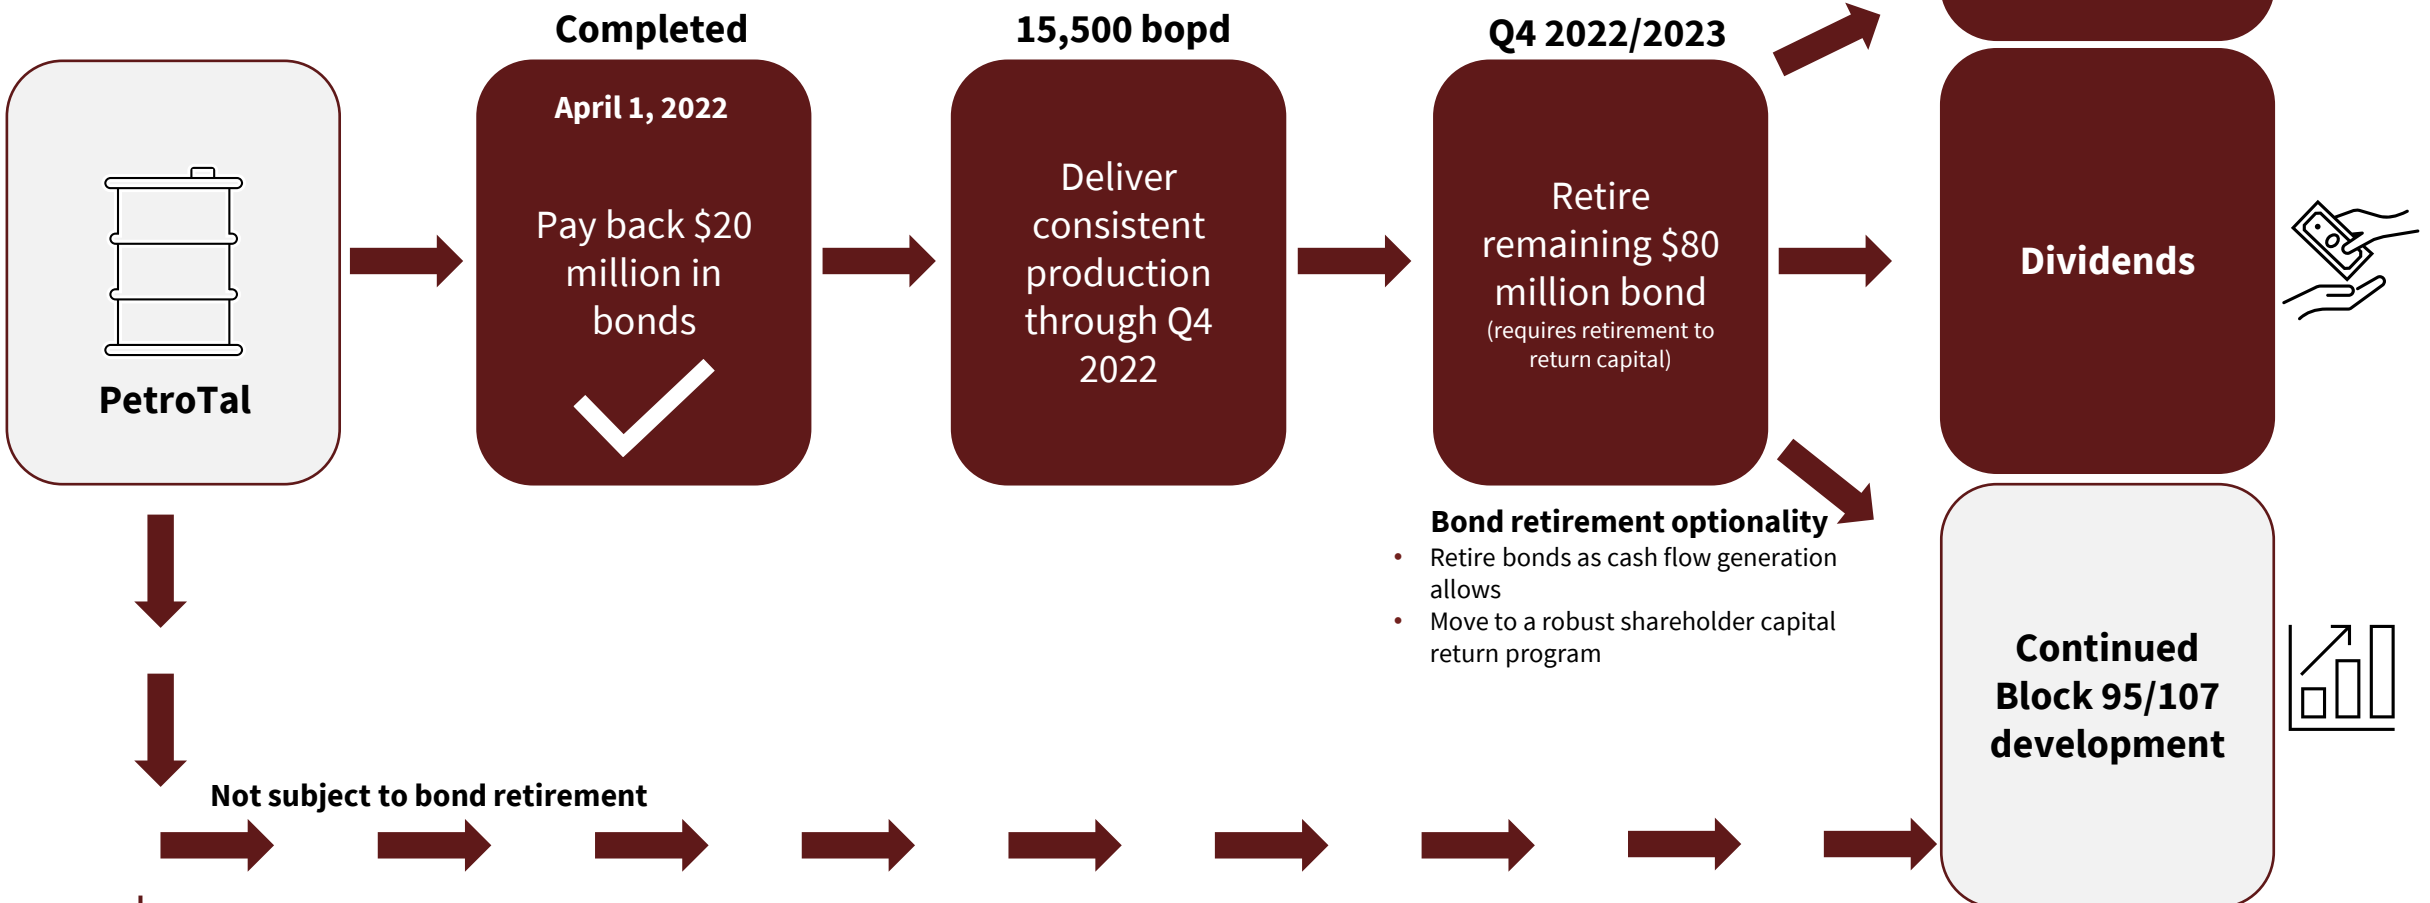 Completed
15,500 bopd
Q4 2022/2023
PetroTal
April 1, 2022
Pay back $20
million in
bonds
Deliver
consistent
production
through Q4
2022
Retire
remaining $80
million bond
(requires retirement to
return capital)
Dividends
Bond retirement optionality
• Retire bonds as cash flow generation
allows
• Move to a robust shareholder capital
return program
Continued
Block 95/107
development
Not subject to bond retirement